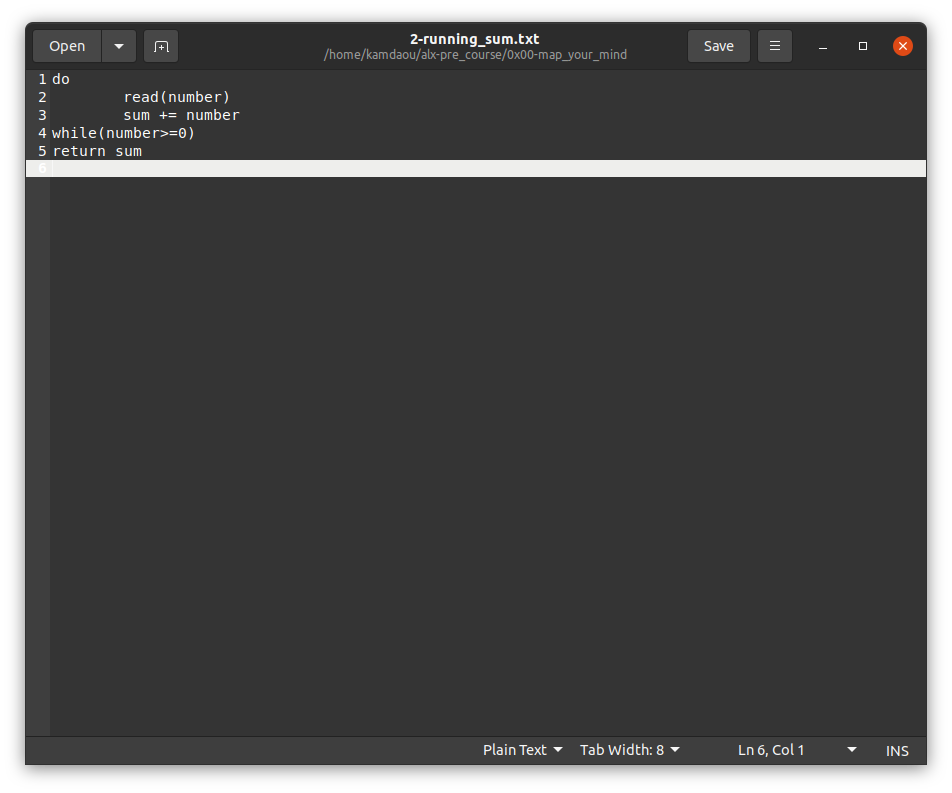 Open
2-running_sum.txt
/home/kamdaou/alx-pre_course/0x00-map_your_mind
Save
1 do
2 read(number)
3 sum += number
4 while(number>=0)
5 return sum
6
Plain Text
Tab Width: 8
Ln 6, Col 1
INS